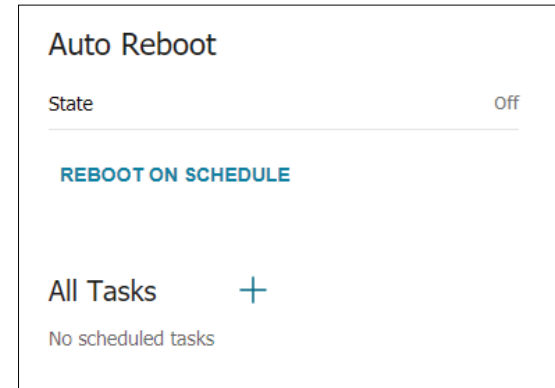 Auto Reboot
State Off
REBOOT ON SCHEDULE
All Tasks +
No scheduled tasks